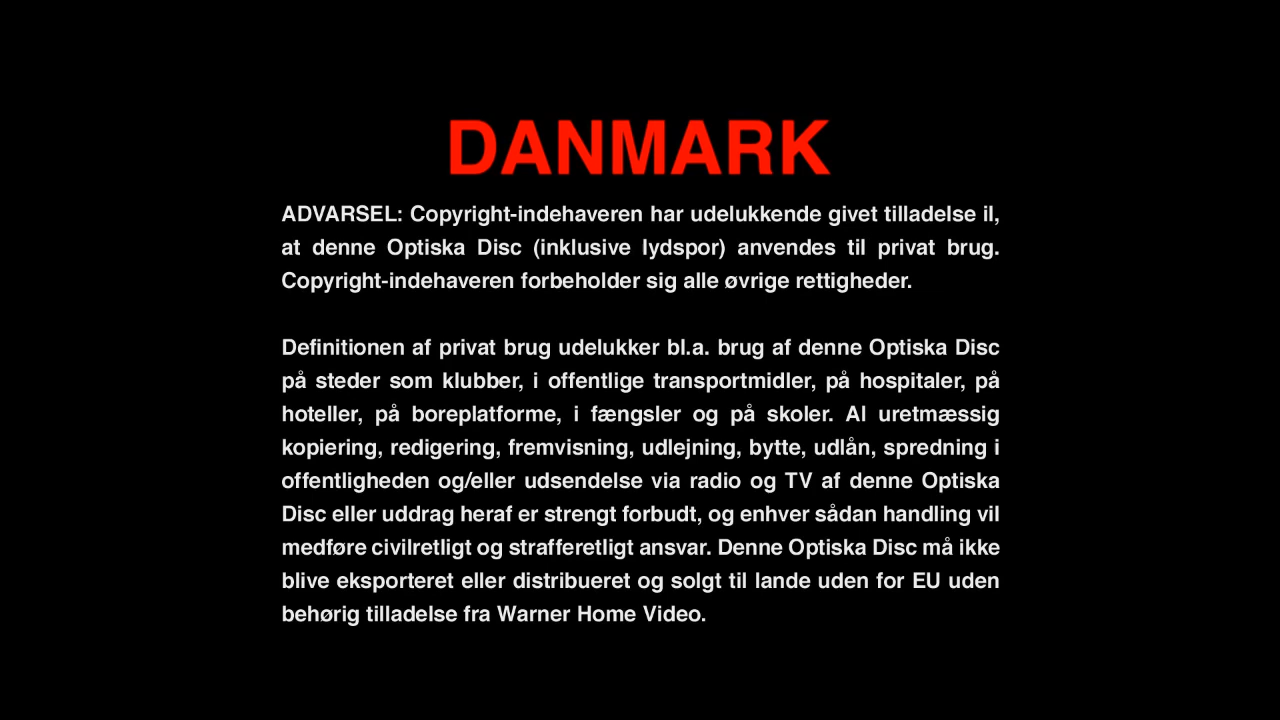 DANMARK
ADVARSEL: Copyright-indehaveren har udelukkende givet tilladelse il,
at denne Optiska Disc (inklusive lydspor) anvendes til privat brug.
Copyright-indehaveren forbeholder sig alle øvrige rettigheder.
Definitionen af privat brug udelukker bl.a. brug af denne Optiska Disc
på steder som klubber, i offentlige transportmidler, på hospitaler, på
hoteller, på boreplatforme, i fængsler og på skoler. Al uretmæssig
kopiering, redigering, fremvisning, udlejning, bytte, udlån, spredning i
offentligheden og/eller udsendelse via radio og TV af denne Optiska
Disc eller uddrag heraf er strengt forbudt, og enhver sådan handling vil
medføre civilretligt og strafferetligt ansvar. Denne Optiska Disc må ikke
blive eksporteret eller distribueret og solgt til lande uden for EU uden
behørig tilladelse fra Warner Home Video.